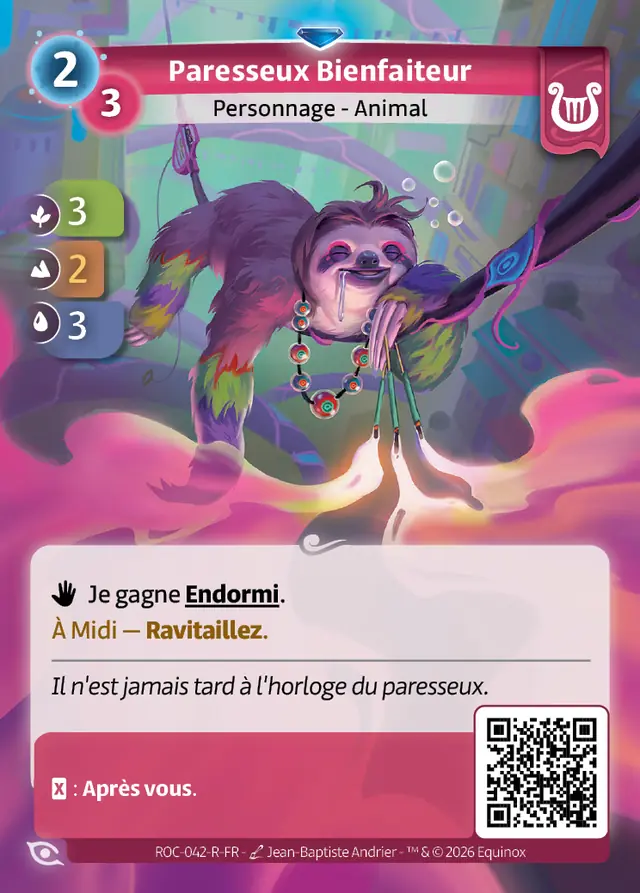 2
Paresseux Bienfaiteur
3
Personnage - Animal
3
2
3
Je gagne Endormi.
À Midi — Ravitaillez.
Il n'est jamais tard à l'horloge du paresseux.
X : Après vous.
ROC-042-R-FR - Jean-Baptiste Andrier - ™ & © 2026 Equinox